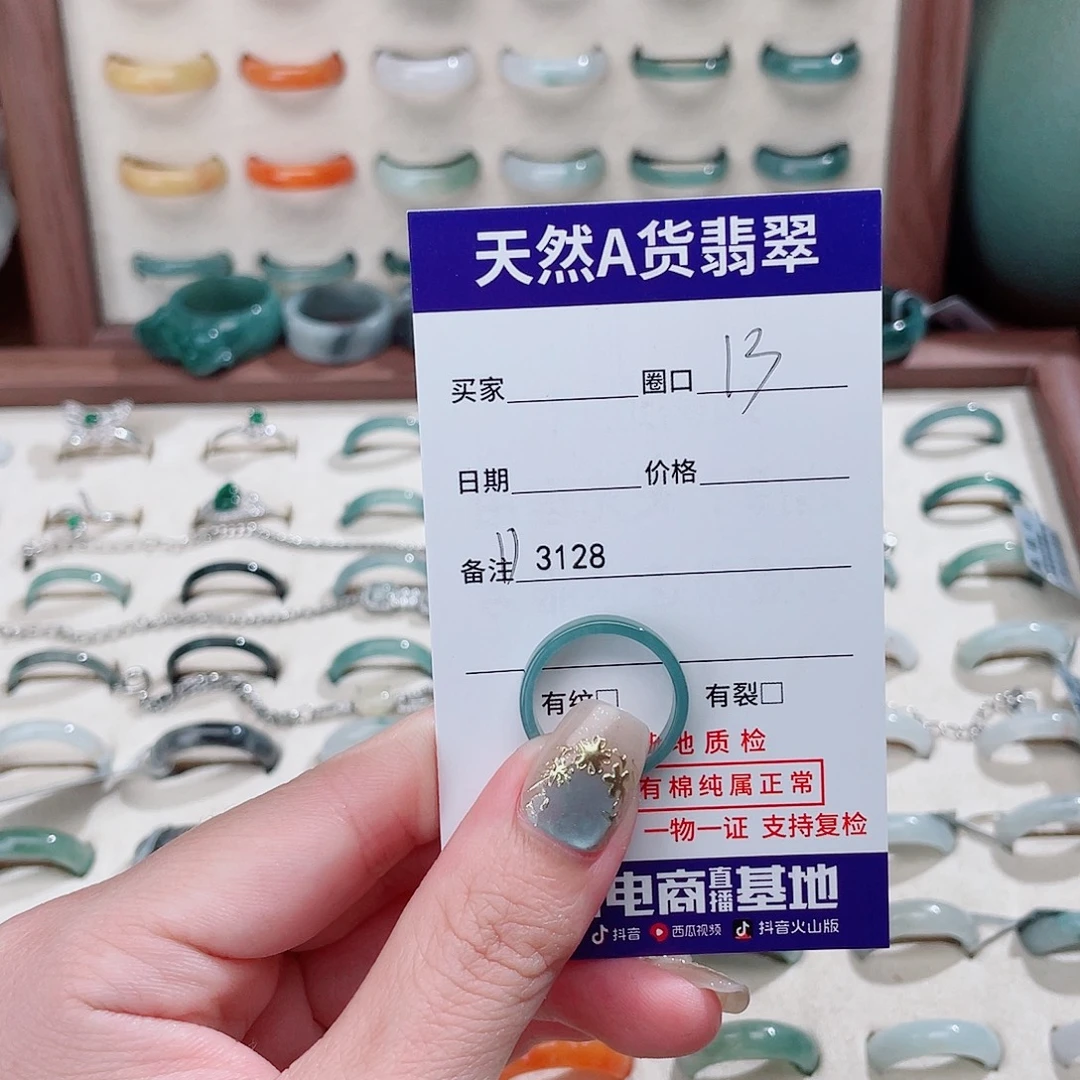 天然A货翡翠
买家 圈口 13
日期 价格
备注 3128
有纹 有裂
地质检
有棉纯属正常
一物一证 支持复检
电商直播基地
抖音 西瓜视频 抖音火山版